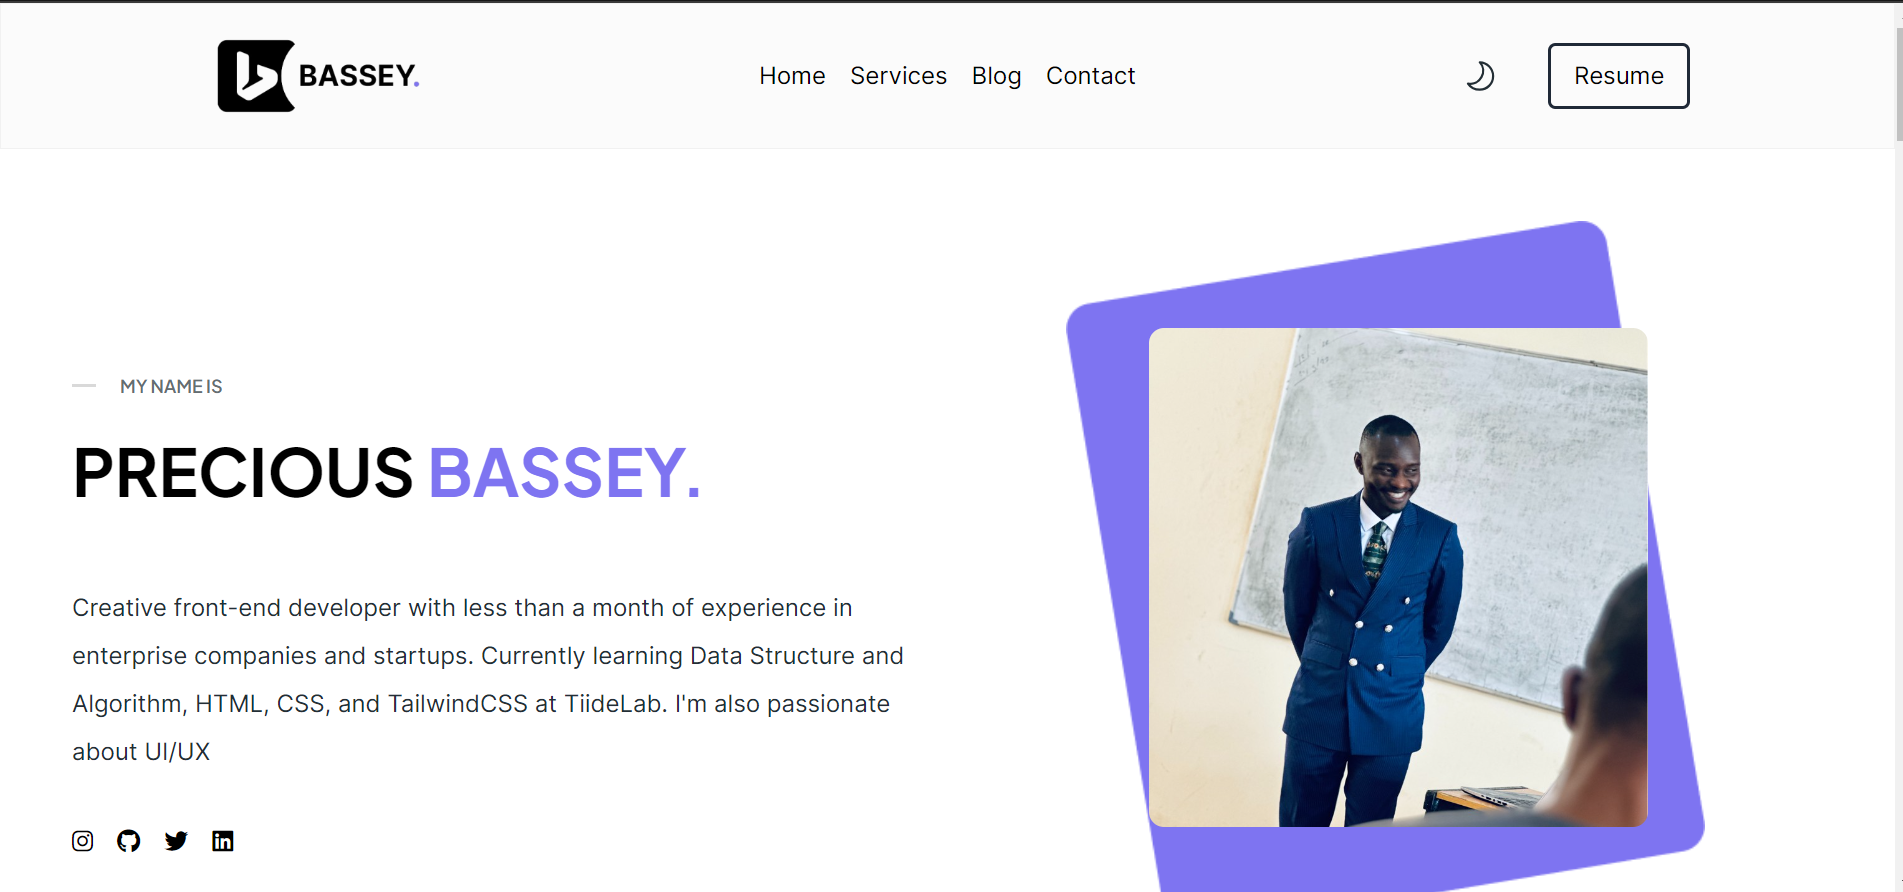 BASSEY.
Home Services Blog Contact
Resume
MY NAME IS
PRECIOUS BASSEY.
Creative front-end developer with less than a month of experience in
enterprise companies and startups. Currently learning Data Structure and
Algorithm, HTML, CSS, and TailwindCSS at TiideLab. I'm also passionate
about UI/UX